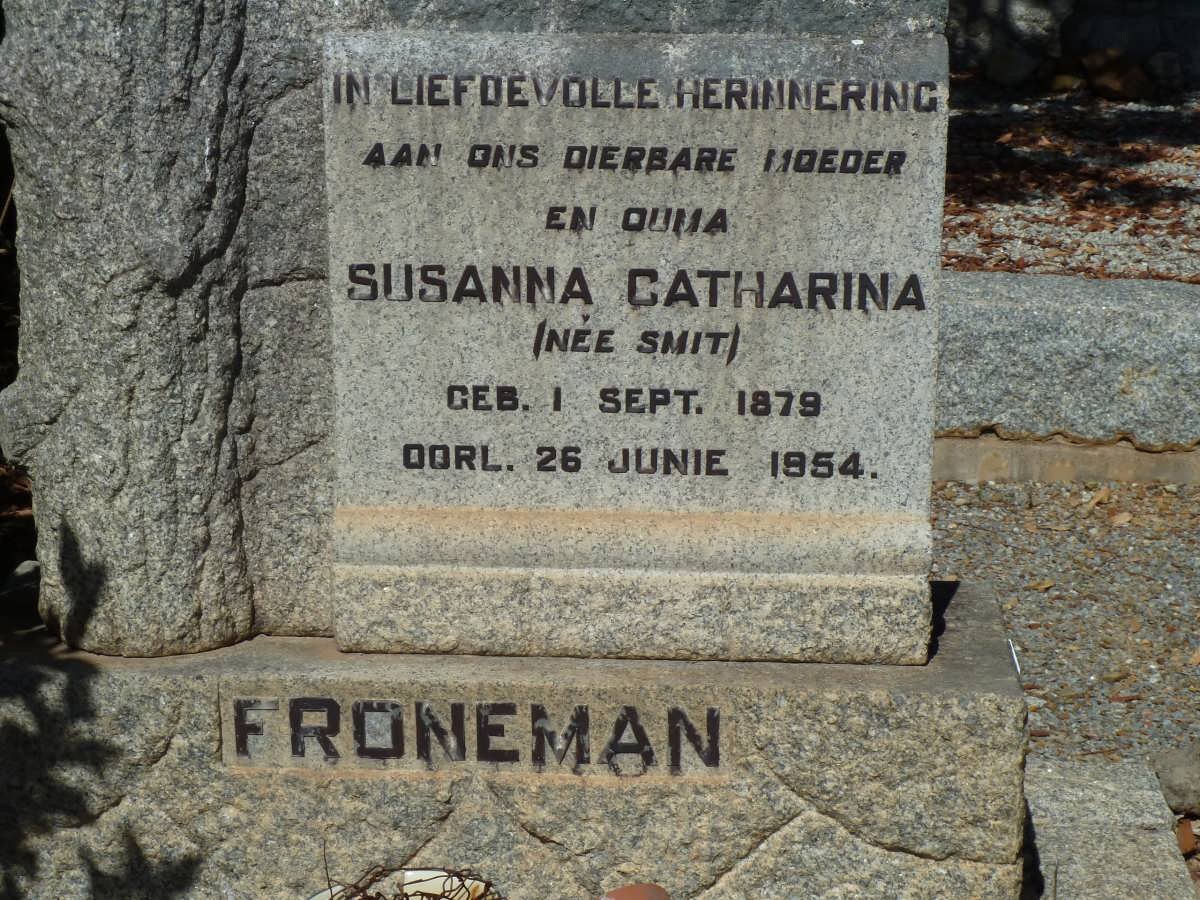 IN LIEFDEVOLLE HERINNERING
AAN ONS DIERBARE MOEDER
EN OUMA
SUSANNA CATHARINA
(NĚE SMIT)
GEB. 1 SEPT. 1879
OORL. 26 JUNIE 1954.
FRONEMAN